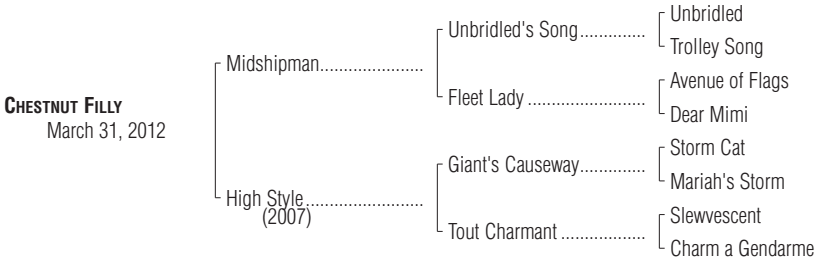 Unbridled
Unbridled's Song..............
Trolley Song
Midshipman......................
Avenue of Flags
Fleet Lady .........................
Dear Mimi
CHESTNUT FILLY
March 31, 2012
Storm Cat
Giant's Causeway..............
Mariah's Storm
High Style.........................
(2007)
Slewvescent
Tout Charmant ..................
Charm a Gendarme